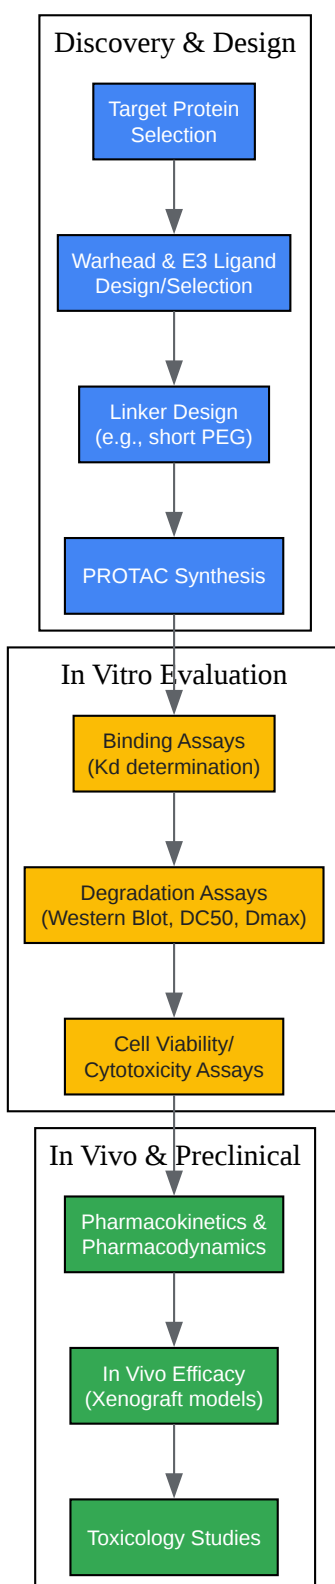 Discovery & Design
Target Protein
Selection
Warhead & E3 Ligand
Design/Selection
Linker Design
(e.g., short PEG)
PROTAC Synthesis
In Vitro Evaluation
Binding Assays
(Kd determination)
Degradation Assays
(Western Blot, DC50, Dmax)
Cell Viability/
Cytotoxicity Assays
In Vivo & Preclinical
Pharmacokinetics &
Pharmacodynamics
In Vivo Efficacy
(Xenograft models)
Toxicology Studies